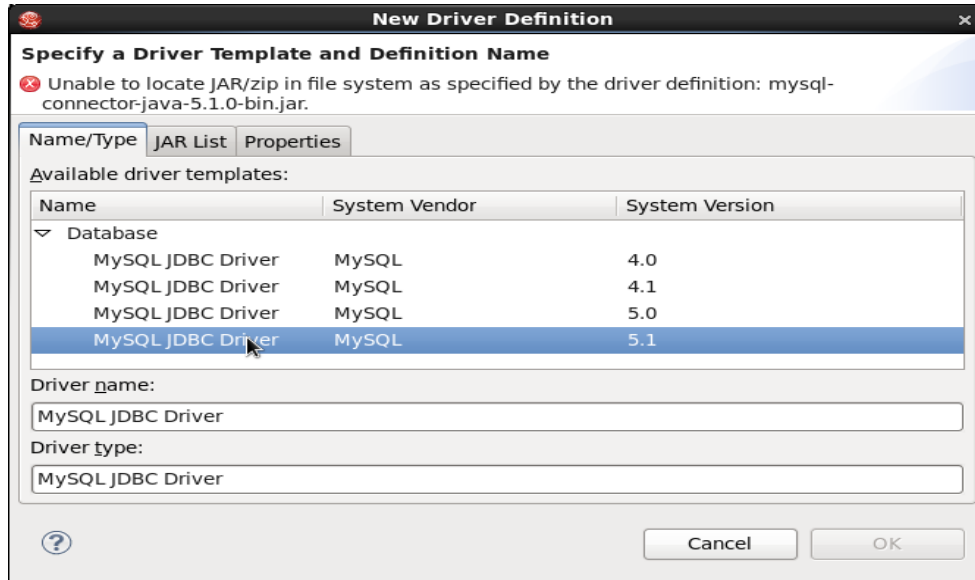 New Driver Definition
Specify a Driver Template and Definition Name
Unable to locate JAR/zip in file system as specified by the driver definition: mysql-
connector-java-5.1.0-bin.jar.
Name/Type JAR List Properties
Available driver templates:
Name System Vendor System Version
Database
MySQL JDBC Driver MySQL 4.0
MySQL JDBC Driver MySQL 4.1
MySQL JDBC Driver MySQL 5.0
MySQL JDBC Driver MySQL 5.1
Driver name:
MySQL JDBC Driver
Driver type:
MySQL JDBC Driver
? Cancel OK